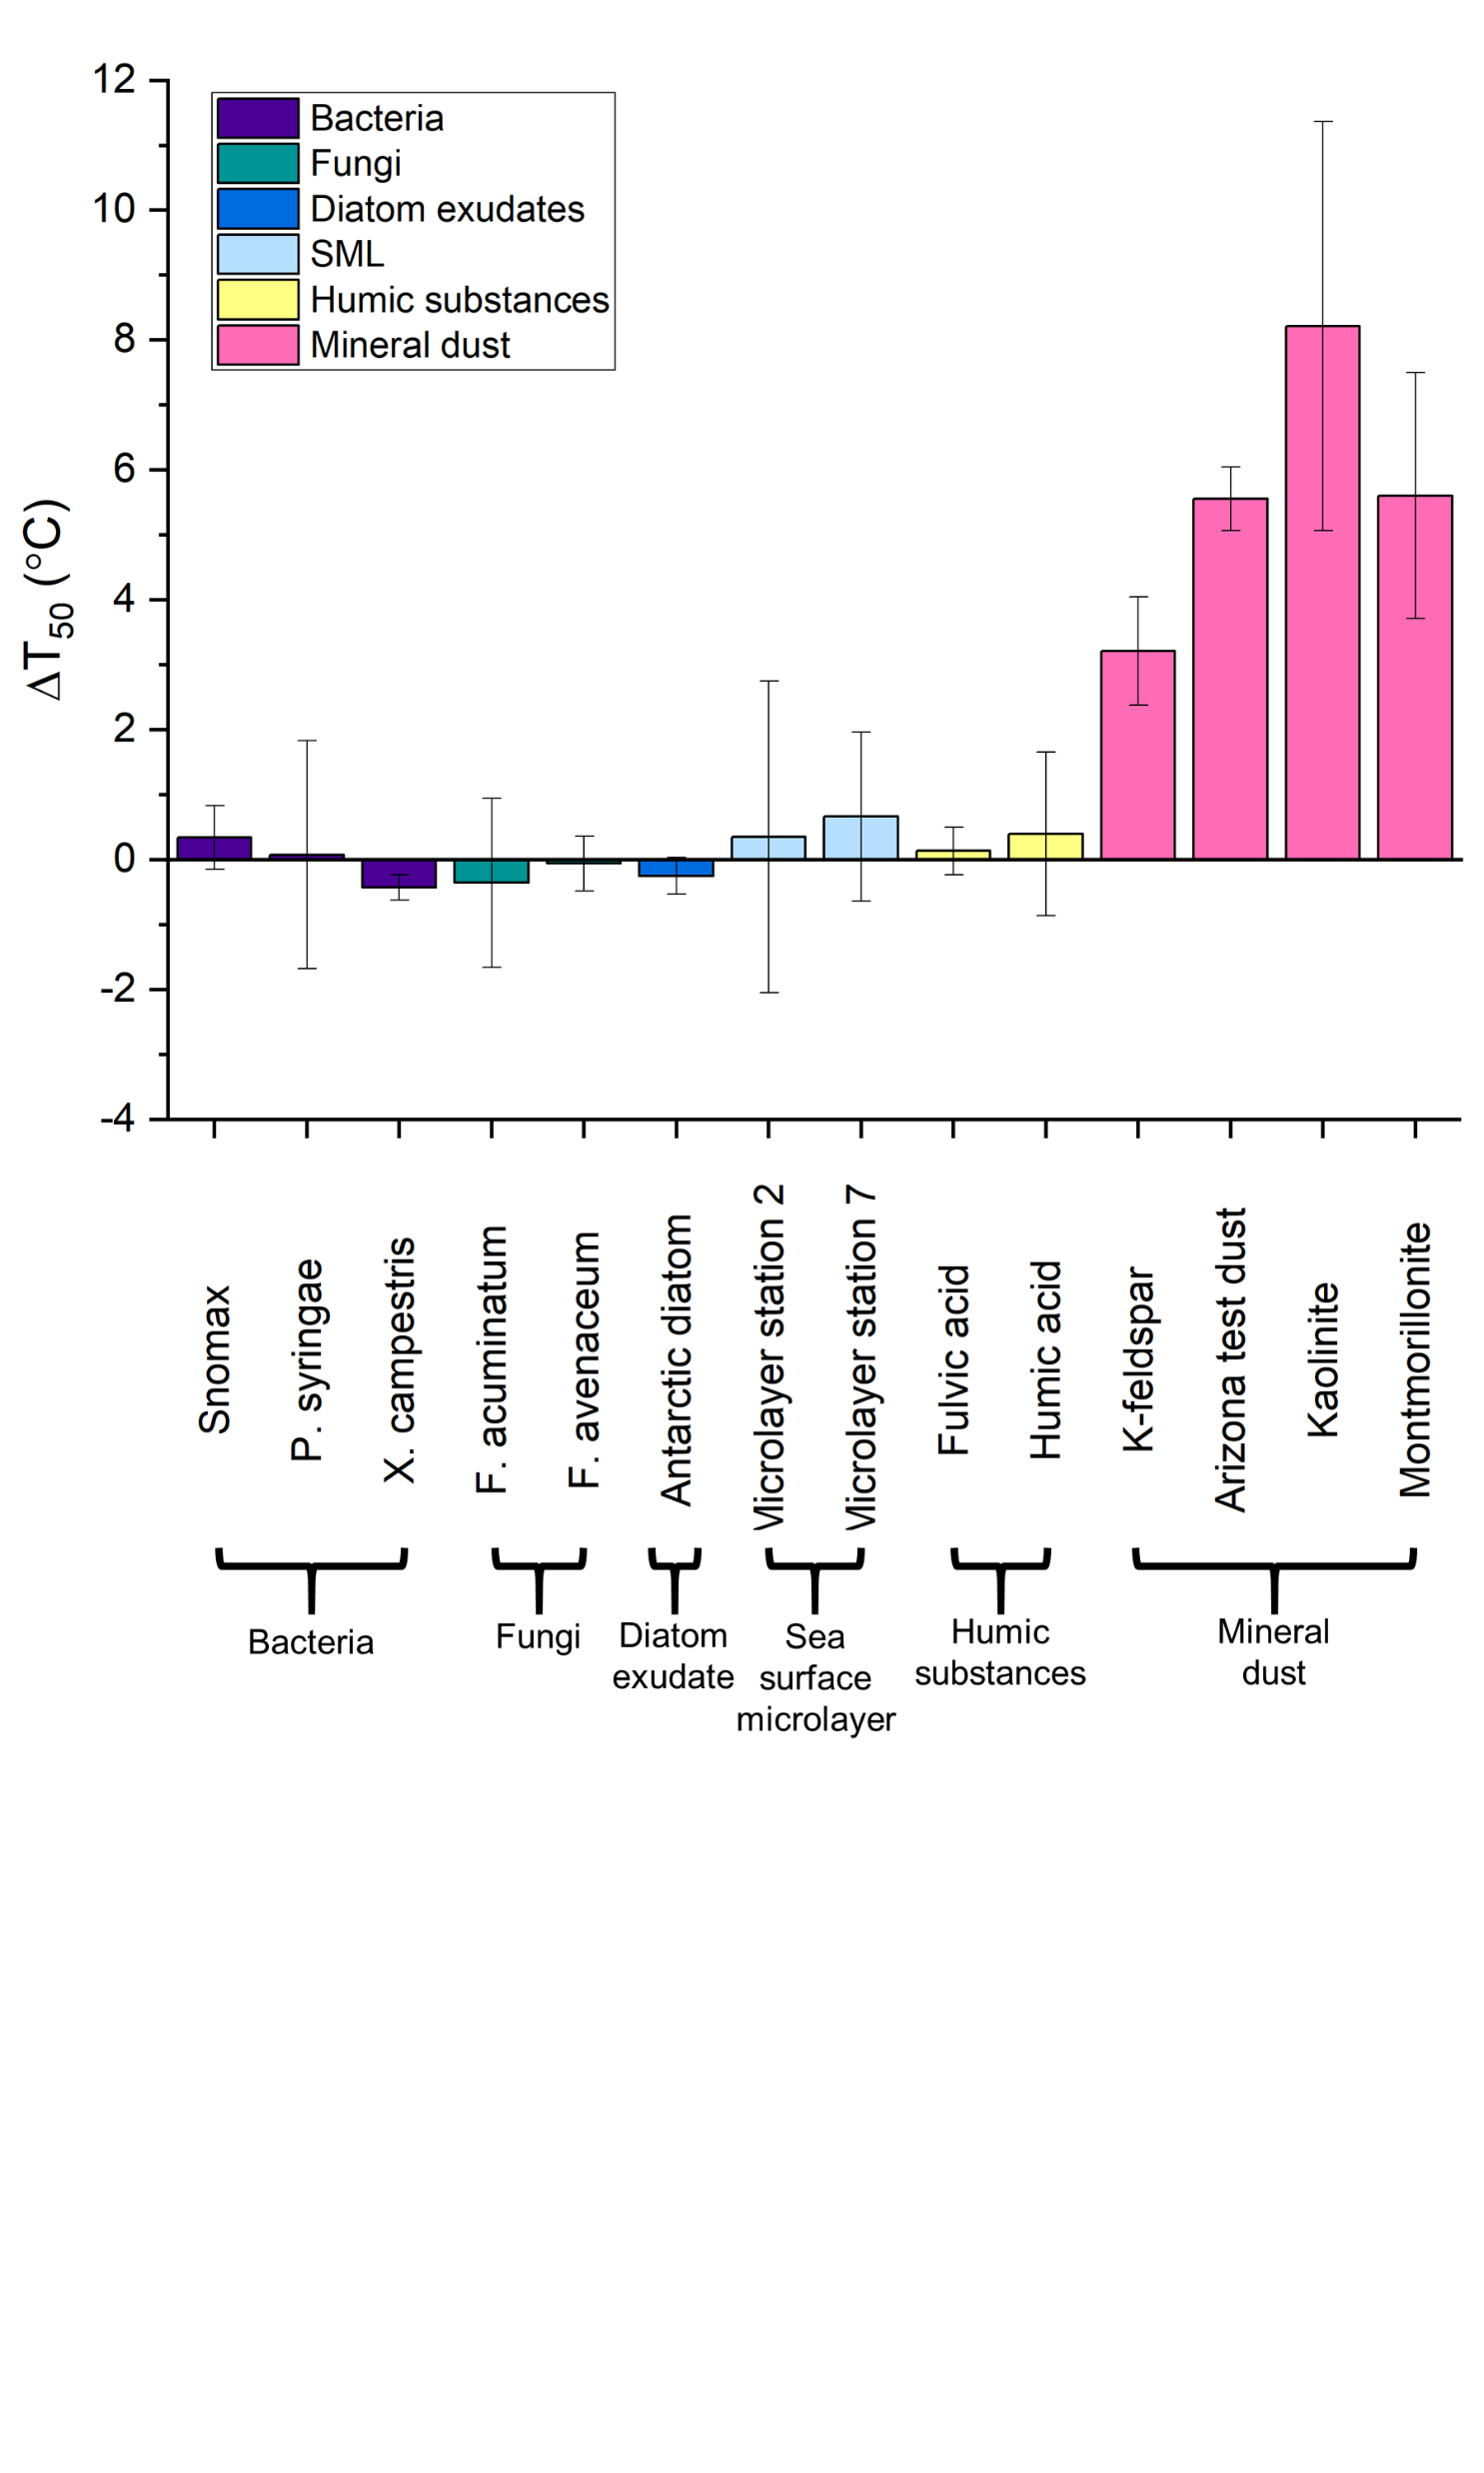 12
10
8
6
4
2
0
-2
-4
ΔT50 (°C)
Bacteria
Fungi
Diatom exudates
SML
Humic substances
Mineral dust
Snomax
P. syringae
X. campestris
F. acuminatum
F. avenaceum
Antarctic diatom
Microlayer station 2
Microlayer station 7
Fulvic acid
Humic acid
K-feldspar
Arizona test dust
Kaolinite
Montmorillonite
Bacteria
Fungi
Diatom
exudate
Sea
surface
microlayer
Humic
substances
Mineral
dust